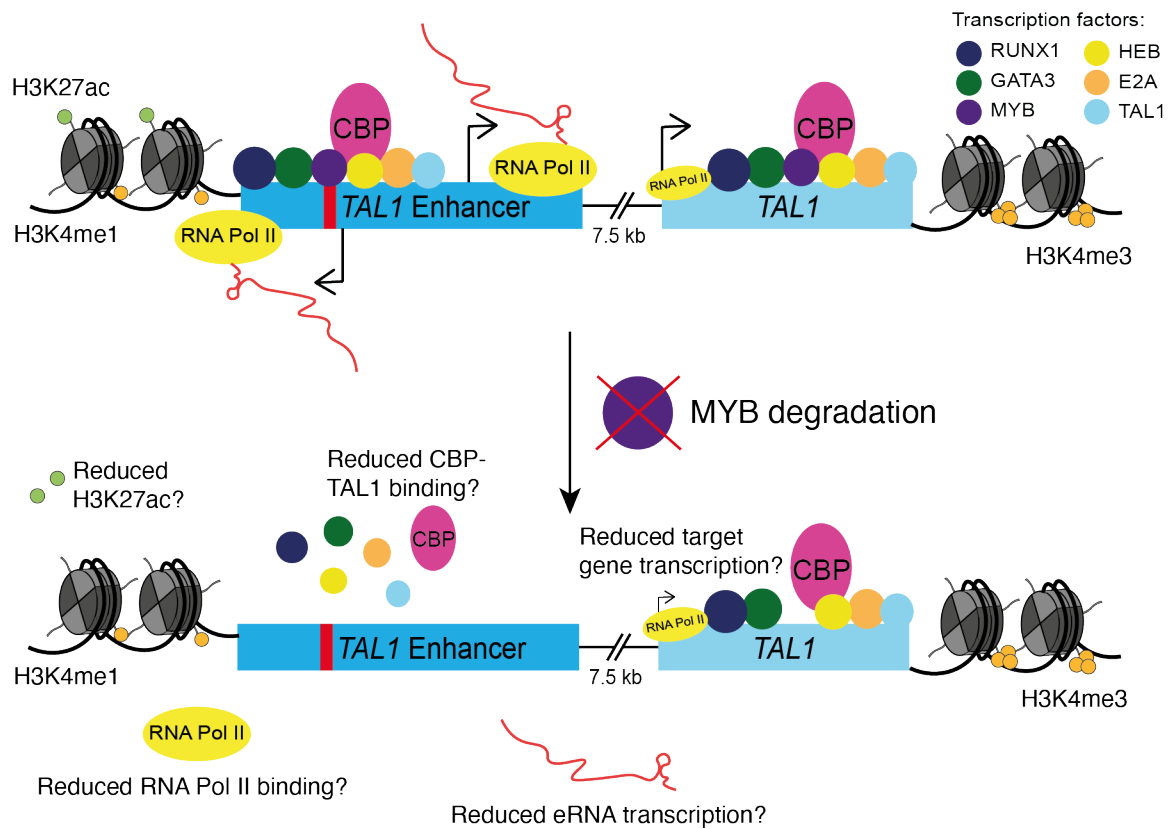 Transcription factors:
RUNX1
HEB
GATA3
E2A
MYB
TAL1
H3K27ac
CBP
CBP
RNA Pol II
RNA Pol II
TAL1 Enhancer
TAL1
7.5 kb
H3K4me1
RNA Pol II
H3K4me3
MYB degradation
Reduced
H3K27ac?
Reduced CBP-
TAL1 binding?
CBP
Reduced target
gene transcription?
CBP
RNA Pol II
TAL1 Enhancer
TAL1
7.5 kb
H3K4me1
H3K4me3
RNA Pol II
Reduced RNA Pol II binding?
Reduced eRNA transcription?